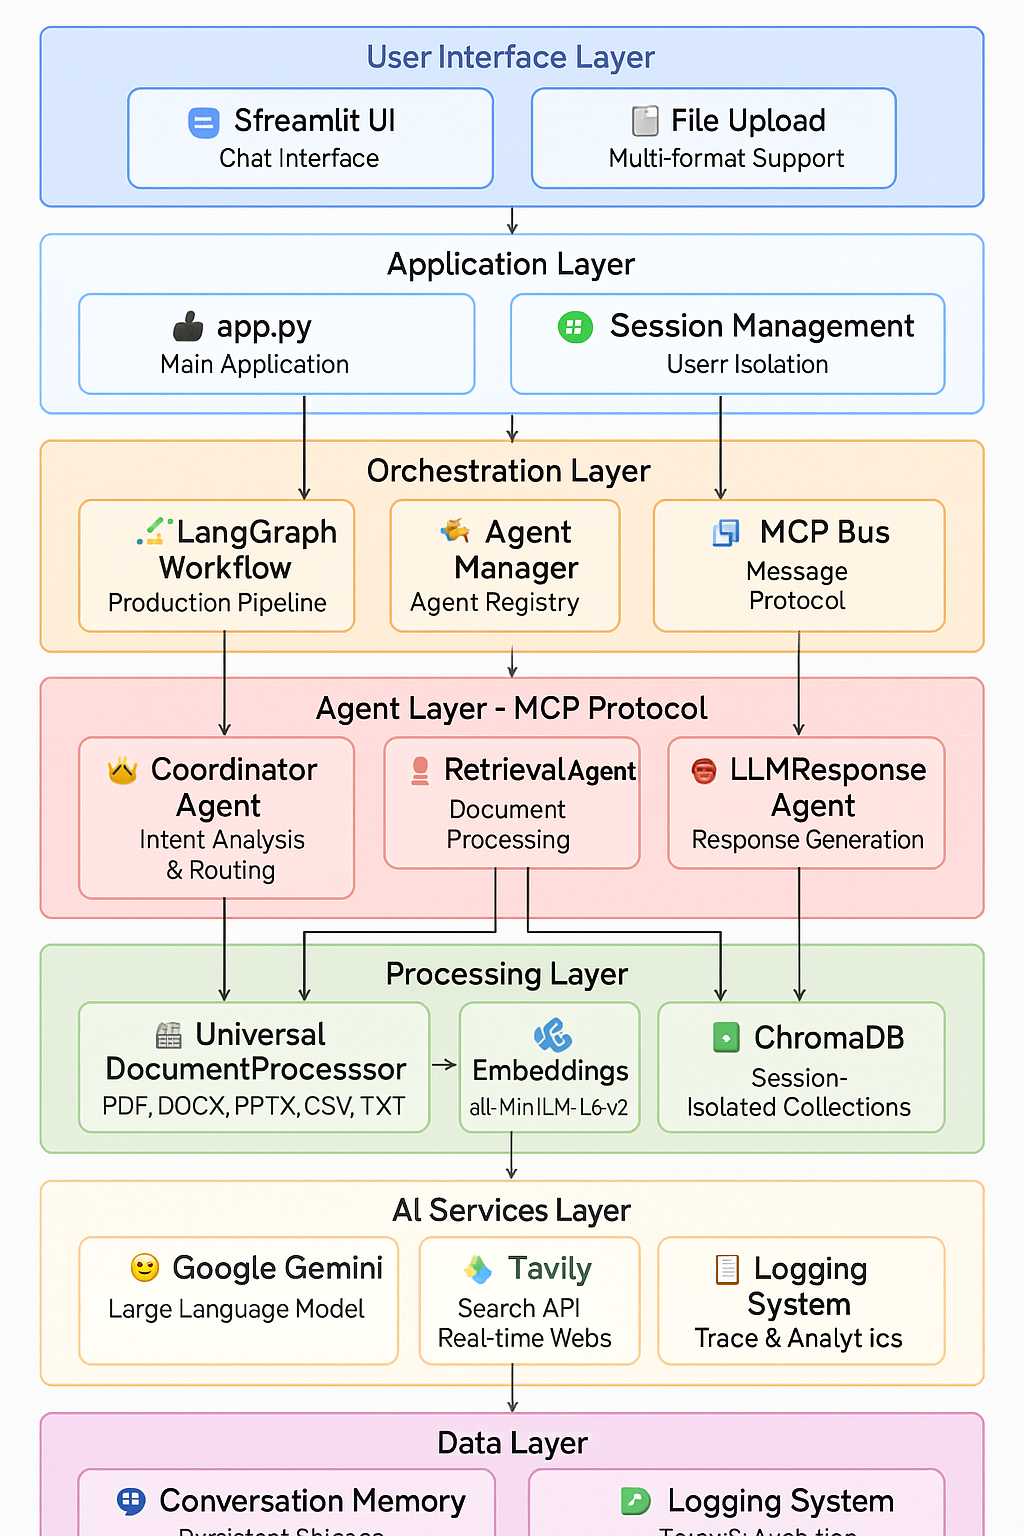 User Interface Layer
Sfreamlit UI
Chat Interface
File Upload
Multi-format Support
Application Layer
app.py
Main Application
Session Management
Userr Isolation
Orchestration Layer
LangGraph
Workflow
Production Pipeline
Agent
Manager
Agent Registry
MCP Bus
Message
Protocol
Agent Layer - MCP Protocol
Coordinator
Agent
Intent Analysis
& Routing
RetrievalAgent
Document
Processing
LLMResponse
Agent
Response Generation
Processing Layer
Universal
DocumentProcesssor
PDF, DOCX, PPTX, CSV, TXT
Embeddings
all-MinILM-L6-v2
ChromaDB
Session-
Isolated Collections
AI Services Layer
Google Gemini
Large Language Model
Tavily
Search API
Real-time Webs
Logging
System
Trace & Analyt ics
Data Layer
Conversation Memory
Logging System